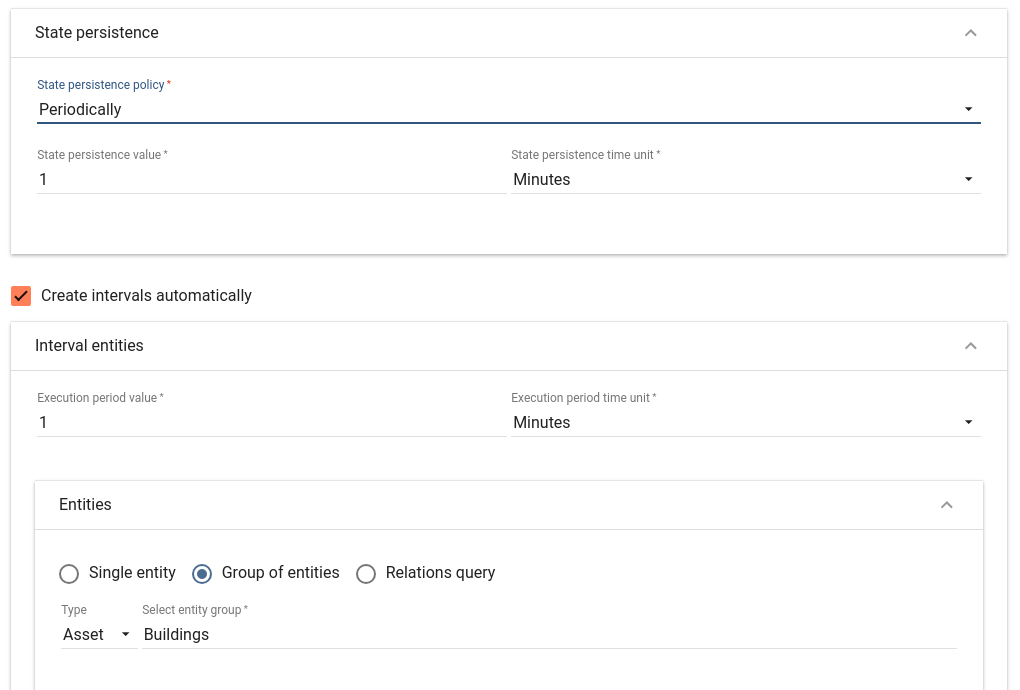 State persistence
State persistence policy *
Periodically
State persistence value *
State persistence time unit *
1
Minutes
Create intervals automatically
Interval entities
Execution period value *
Execution period time unit *
1
Minutes
Entities
Single entity
Group of entities
Relations query
Type
Select entity group *
Asset
Buildings